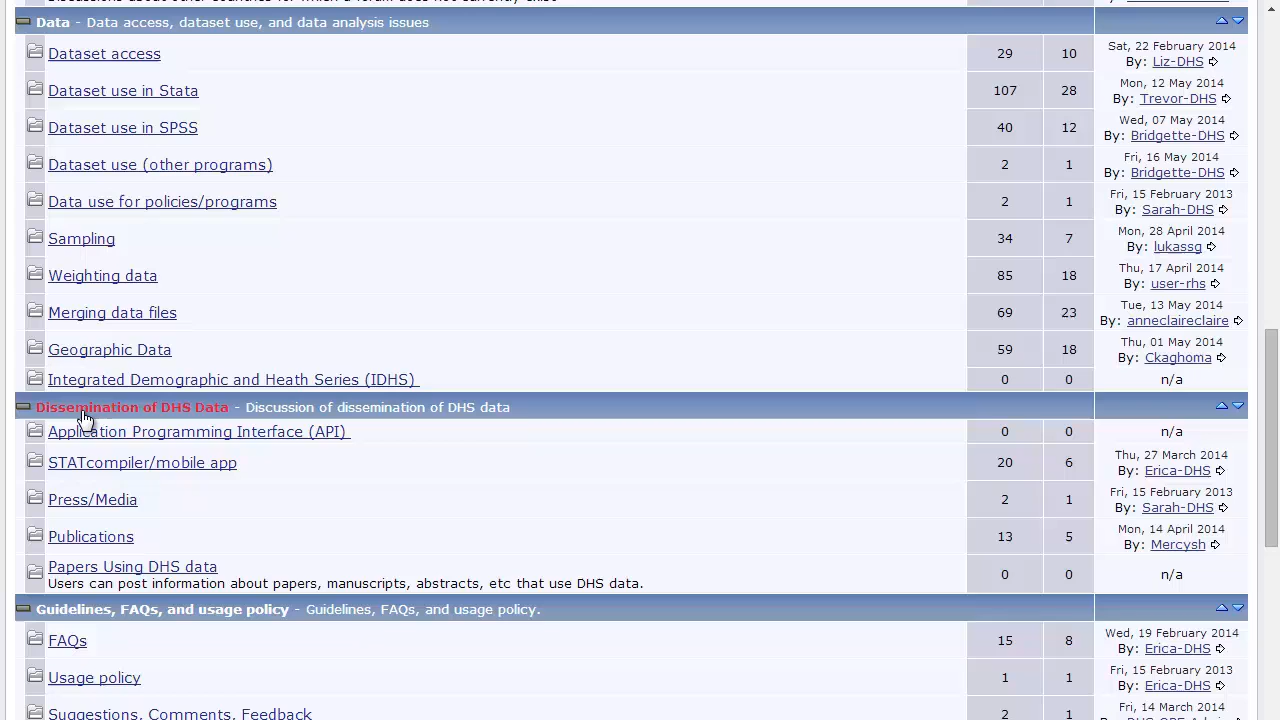 Data - Data access, dataset use, and data analysis issues
Dataset access 29 10 Sat, 22 February 2014
By: Liz-DHS
Dataset use in Stata 107 28 Mon, 12 May 2014
By: Trevor-DHS
Dataset use in SPSS 40 12 Wed, 07 May 2014
By: Bridgette-DHS
Dataset use (other programs) 2 1 Fri, 16 May 2014
By: Bridgette-DHS
Data use for policies/programs 2 1 Fri, 15 February 2013
By: Sarah-DHS
Sampling 34 7 Mon, 28 April 2014
By: lukassg
Weighting data 85 18 Thu, 17 April 2014
By: user-rhs
Merging data files 69 23 Tue, 13 May 2014
By: anneclaireclaire
Geographic Data 59 18 Thu, 01 May 2014
By: Ckaghoma
Integrated Demographic and Heath Series (IDHS) 0 0 n/a
Dissemination of DHS Data - Discussion of dissemination of DHS data
Application Programming Interface (API) 0 0 n/a
STATcompiler/mobile app 20 6 Thu, 27 March 2014
By: Erica-DHS
Press/Media 2 1 Fri, 15 February 2013
By: Sarah-DHS
Publications 13 5 Mon, 14 April 2014
By: Mercysh
Papers Using DHS data
Users can post information about papers, manuscripts, abstracts, etc that use DHS data. 0 0 n/a
Guidelines, FAQs, and usage policy - Guidelines, FAQs, and usage policy.
FAQs 15 8 Wed, 19 February 2014
By: Erica-DHS
Usage policy 1 1 Fri, 15 February 2013
By: Erica-DHS
Suggestions, Comments, Feedback 2 1 Fri, 14 March 2014